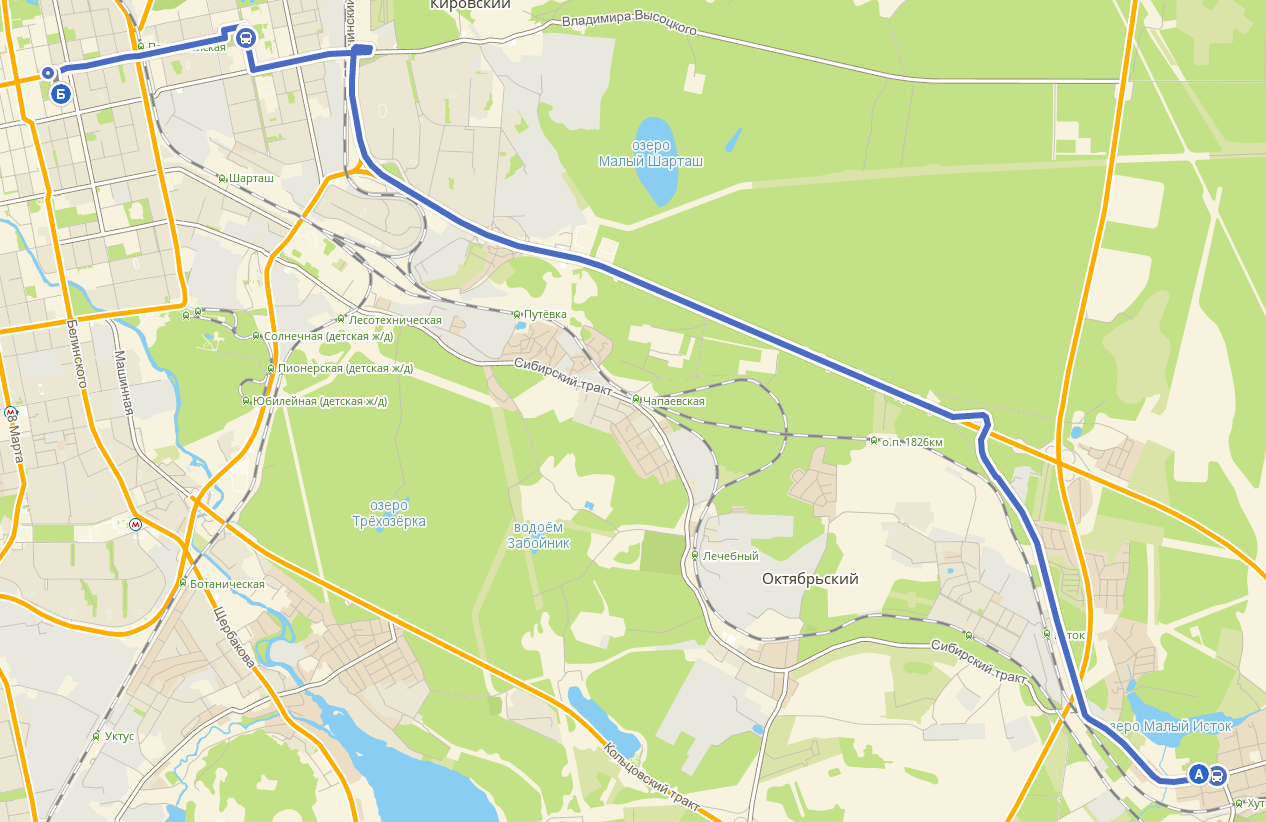 Кировский
Владимира Высоцкого
Б
озеро
Малый Шарташ
Шарташ
Лесотехническая
Путёвка
Солнечная (детская ж/д)
Пионерская (детская ж/д)
Юбилейная (детская ж/д)
Сибирский тракт
Чапаевская
Белинского
Машинная
8 Марта
М
о.п. 1826км
озеро
Трёхозёрка
водоём
Забойник
М
Лечебный
Октябрьский
Ботаническая
Щербакова
Сибирский тракт
Уктус
Кольцовский тракт
озеро Малый Исток
А